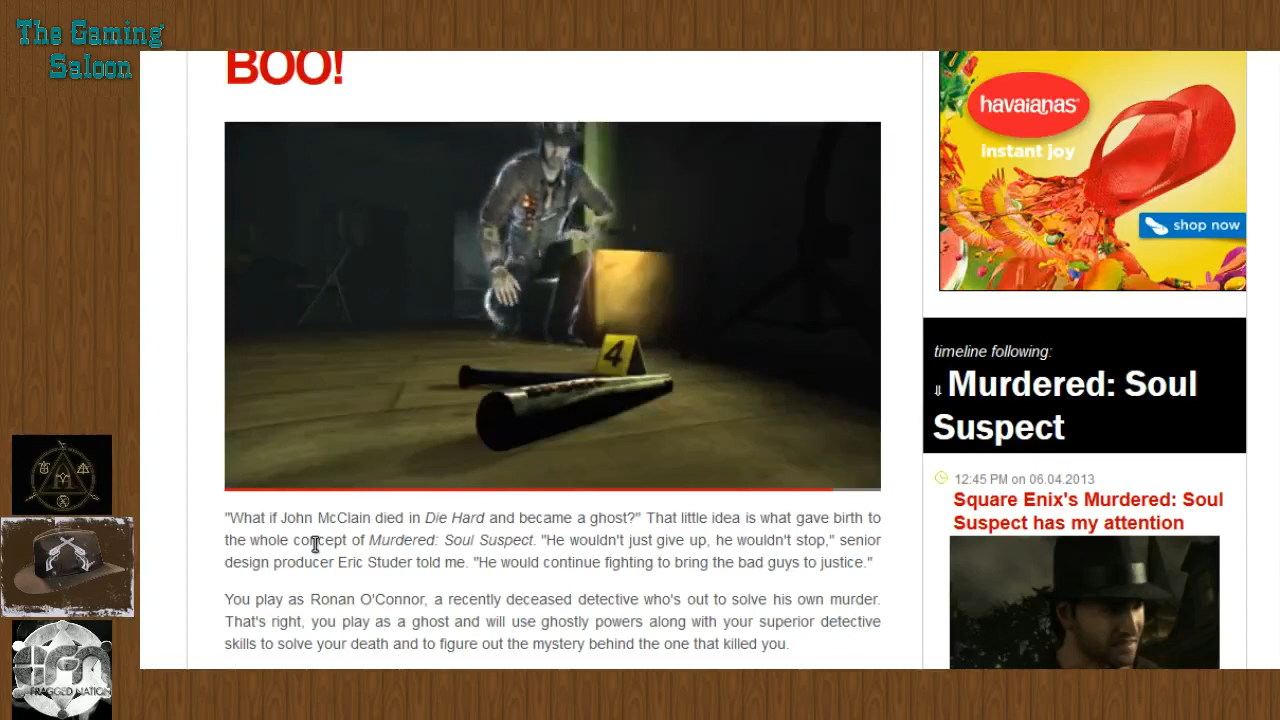 The Gaming
Saloon
BOO!
4
"What if John McClain died in Die Hard and became a ghost?" That little idea is what gave birth to
the whole concept of Murdered: Soul Suspect. "He wouldn't just give up, he wouldn't stop," senior
design producer Eric Studer told me. "He would continue fighting to bring the bad guys to justice."
You play as Ronan O'Connor, a recently deceased detective who's out to solve his own murder.
That's right, you play as a ghost and will use ghostly powers along with your superior detective
skills to solve your death and to figure out the mystery behind the one that killed you.
havaianas
instant joy
shop now
timeline following:
⇓ Murdered: Soul
Suspect
12:45 PM on 06.04.2013
Square Enix's Murdered: Soul
Suspect has my attention
FRAGGED NATION